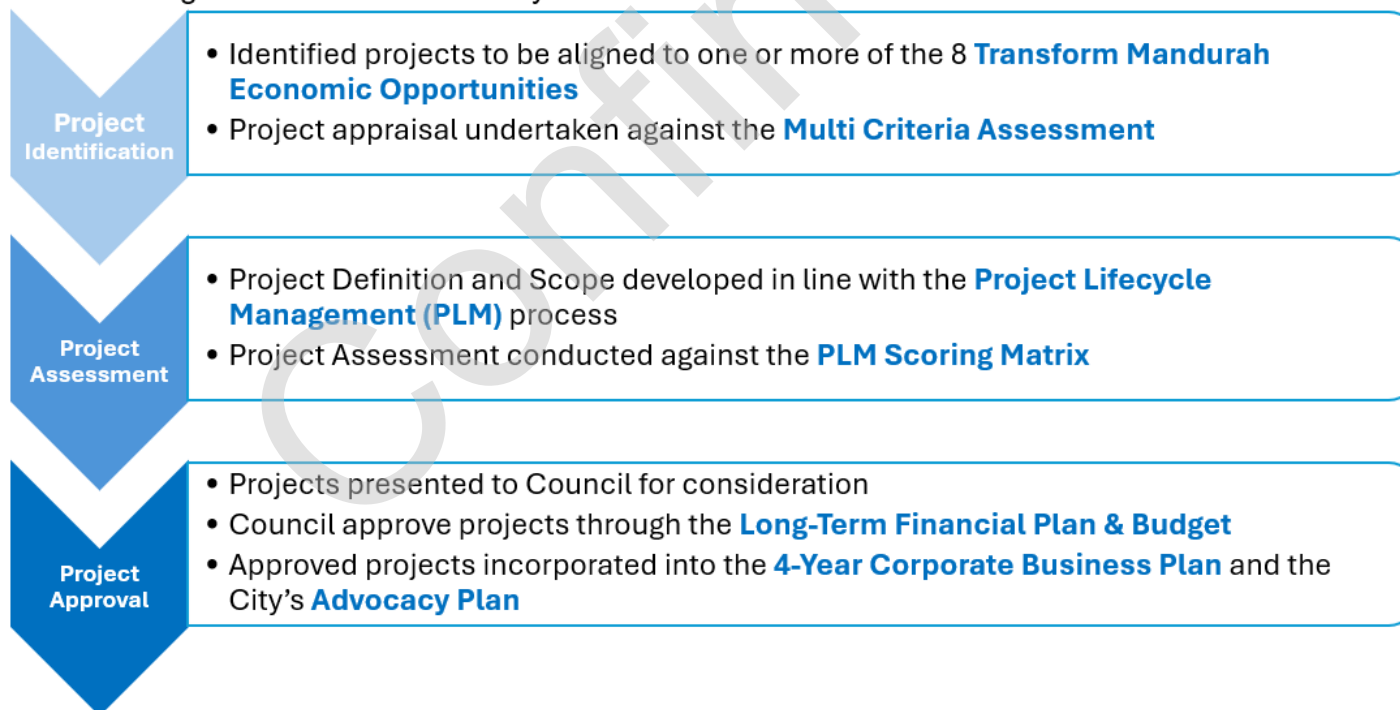 Project
Identification
• Identified projects to be aligned to one or more of the 8 Transform Mandurah
Economic Opportunities
• Project appraisal undertaken against the Multi Criteria Assessment
Project
Assessment
• Project Definition and Scope developed in line with the Project Lifecycle
Management (PLM) process
• Project Assessment conducted against the PLM Scoring Matrix
Project
Approval
• Projects presented to Council for consideration
• Council approve projects through the Long-Term Financial Plan & Budget
• Approved projects incorporated into the 4-Year Corporate Business Plan and the
City’s Advocacy Plan